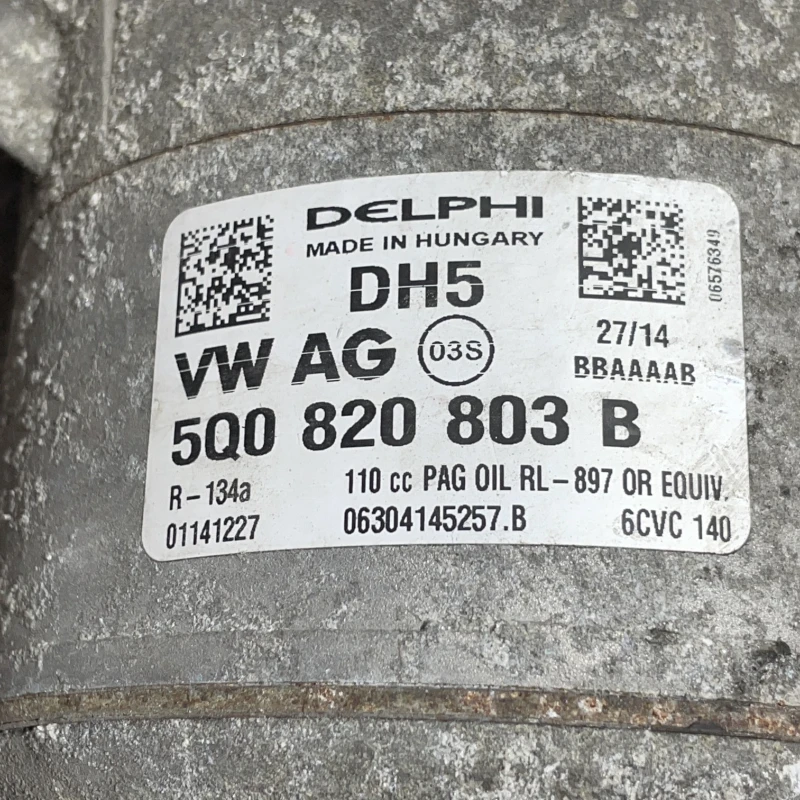 DELPHI
MADE IN HUNGARY
DH5
06576349
VW AG 03S
27/14
BBAAAAB
5Q0 820 803 B
R-134a 110 cc PAG OIL RL-897 OR EQUIV.
01141227 06304145257.B 6CVC 140